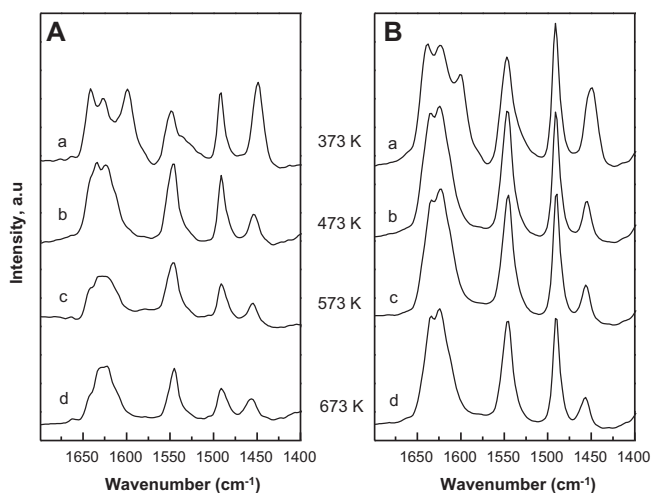 A
B
a
373 K
a
b
473 K
b
c
573 K
c
d
673 K
d
Intensity, a.u
1650 1600 1550 1500 1450 1400
1650 1600 1550 1500 1450 1400
Wavenumber (cm-1)
Wavenumber (cm-1)